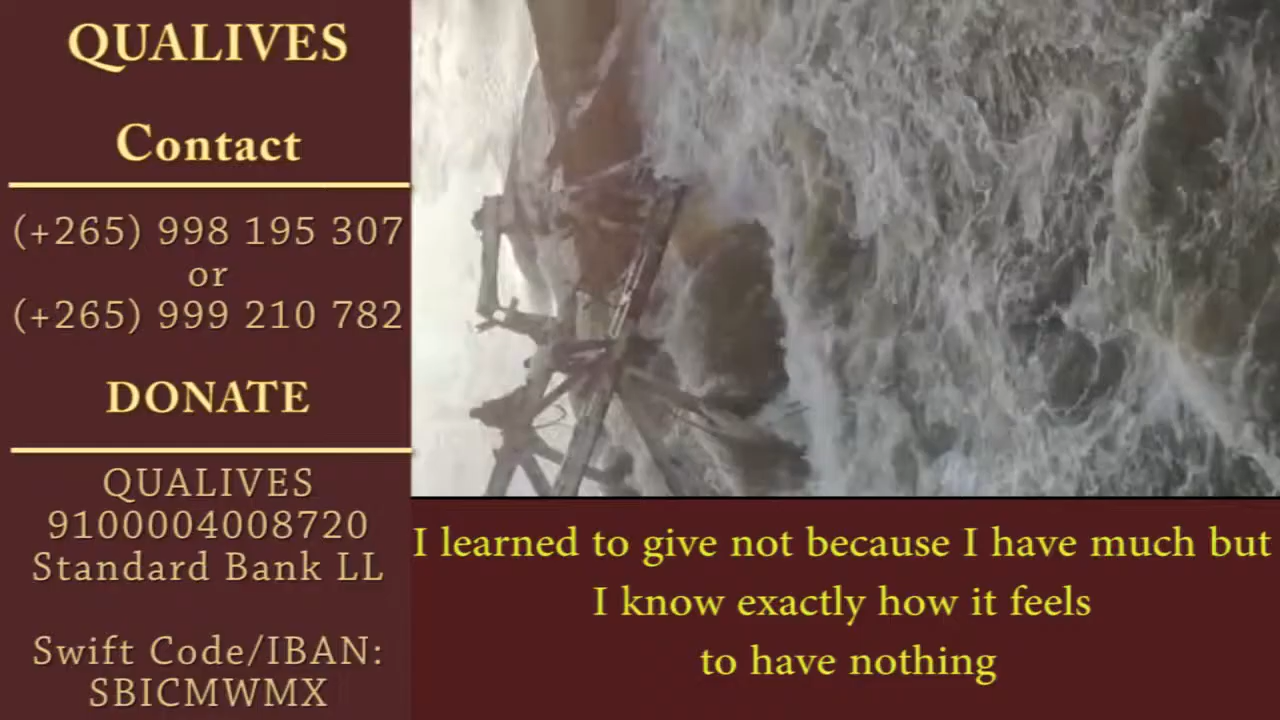 QUALIVES
Contact
(+265) 998 195 307
or
(+265) 999 210 782
DONATE
QUALIVES
9100004008720
Standard Bank LL
Swift Code/IBAN:
SBICMWMX
I learned to give not because I have much but
I know exactly how it feels
to have nothing